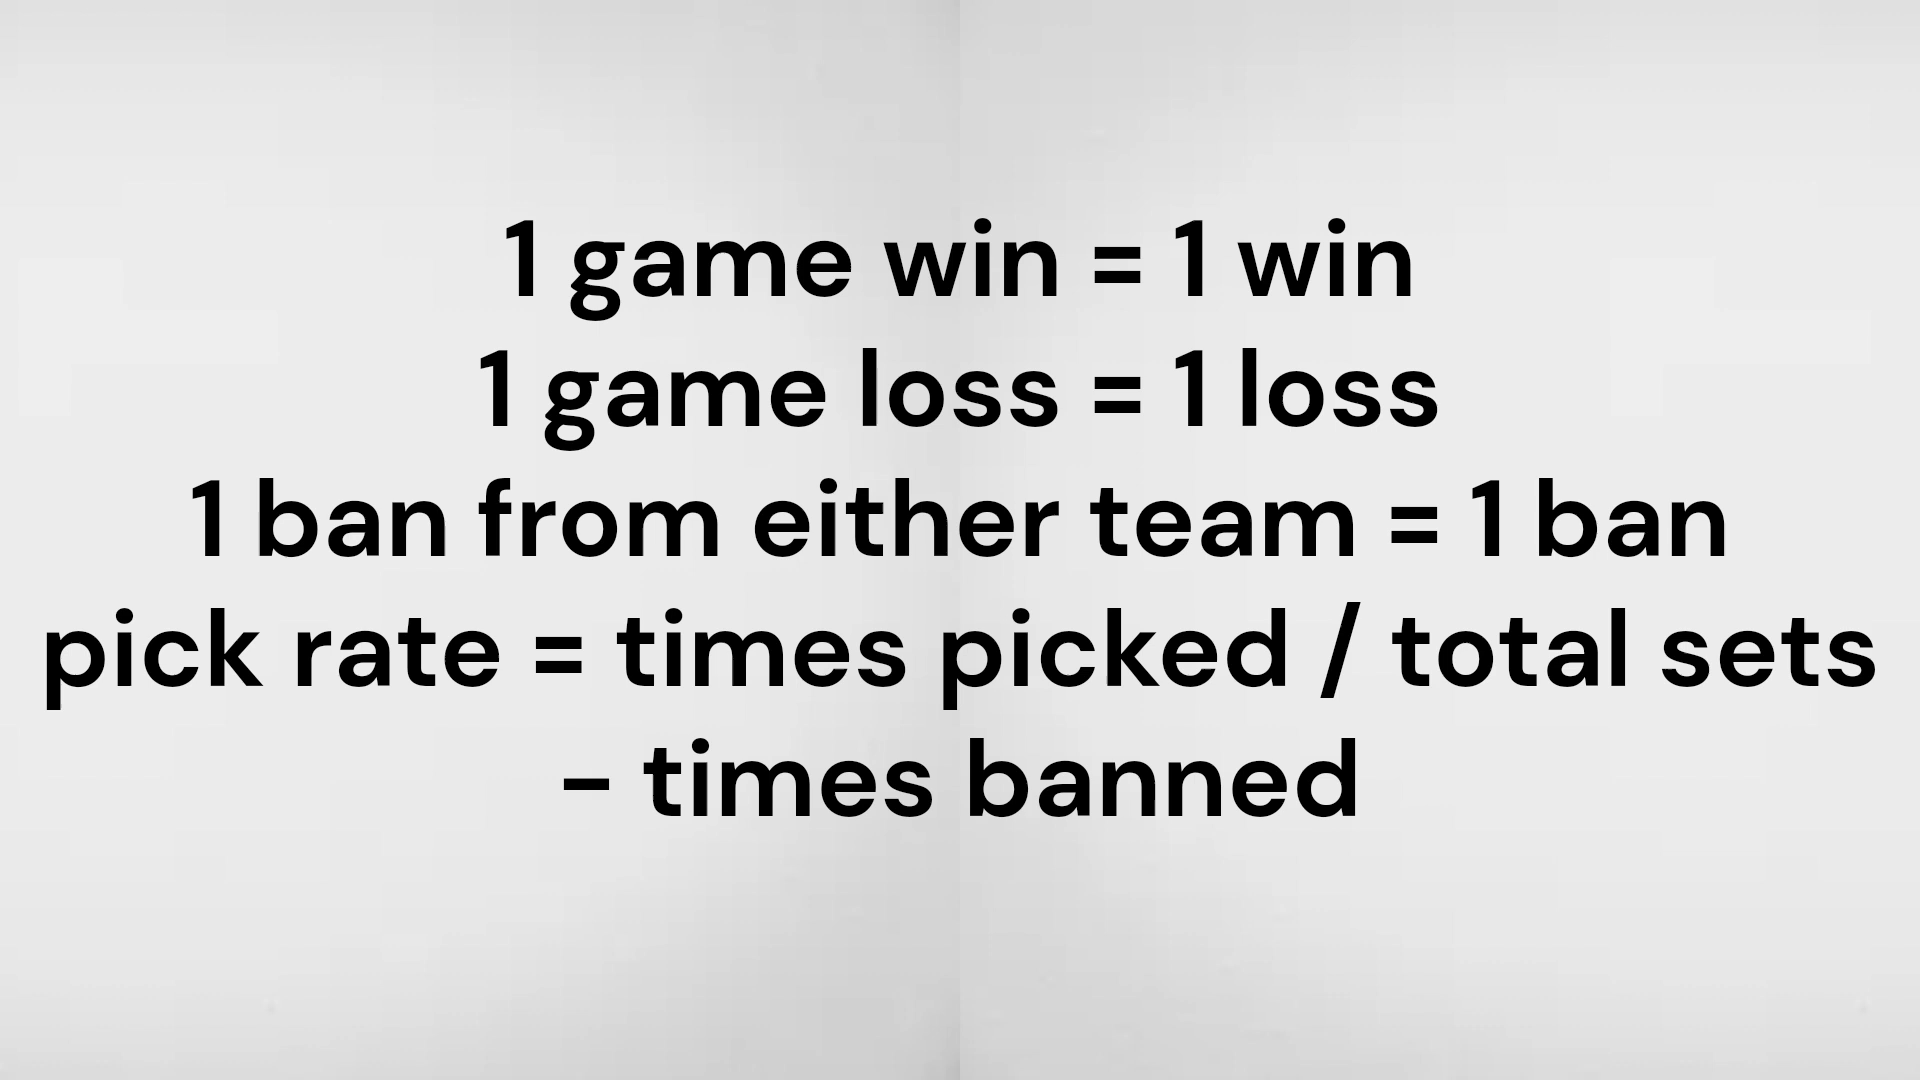 1 game win = 1 win
1 game loss = 1 loss
1 ban from either team = 1 ban
pick rate = times picked / total sets
- times banned